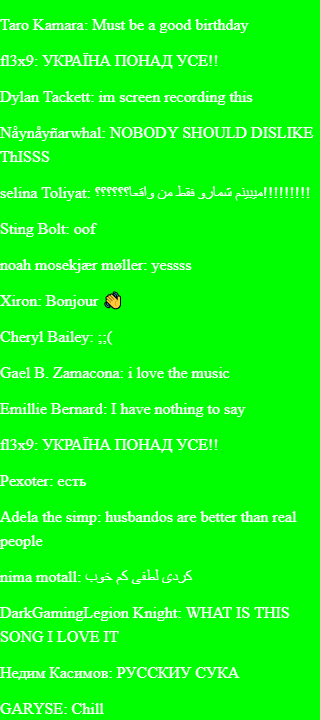 Taro Kamara: Must be a good birthday
fl3x9: УКРАЇНА ПОНАД УСЕ!!
Dylan Tackett: im screen recording this
Nåynåyñarwhal: NOBODY SHOULD DISLIKE
ThISSS
selina Toliyat: میبینم شمارو فقط من واقعا؟؟؟؟؟؟!!!!!!!!!
Sting Bolt: oof
noah mosekjær møller: yessss
Xiron: Bonjour 👋
Cheryl Bailey: ;;(
Gael B. Zamacona: i love the music
Emillie Bernard: I have nothing to say
fl3x9: УКРАЇНА ПОНАД УСЕ!!
Pexoter: есть
Adela the simp: husbandos are better than real
people
nima motall: کردی لطفی کم خوب
DarkGamingLegion Knight: WHAT IS THIS
SONG I LOVE IT
Недим Касимов: РУССКИУ СУКА
GARYSE: Chill